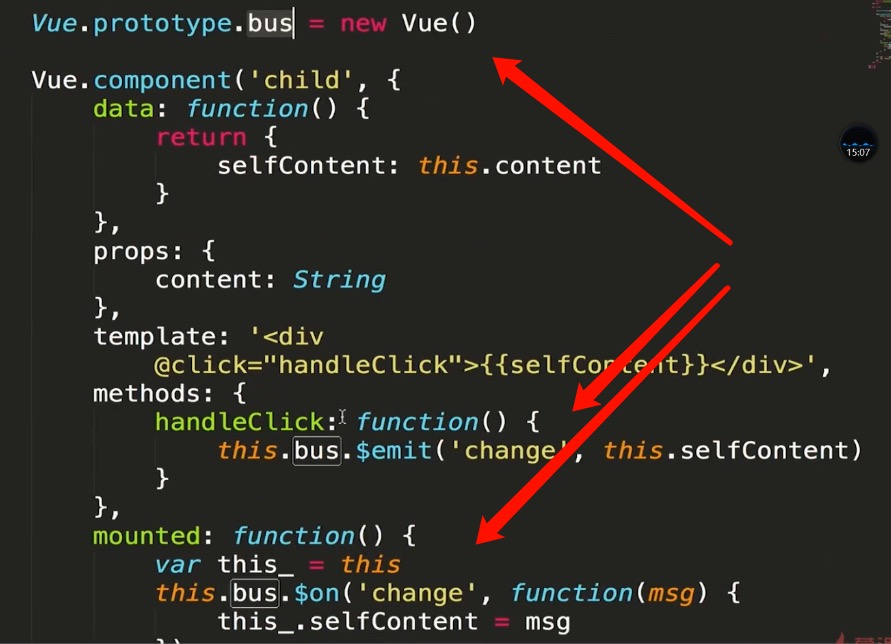 Vue.prototype.bus = new Vue()
Vue.component('child', {
data: function() {
return {
selfContent: this.content
}
},
props: {
content: String
},
template: '<div
@click="handleClick">{{selfContent}}</div>',
methods: {
handleClick: function() {
this.bus.$emit('change', this.selfContent)
}
},
mounted: function() {
var this_ = this
this.bus.$on('change', function(msg) {
this_.selfContent = msg
})
15:07